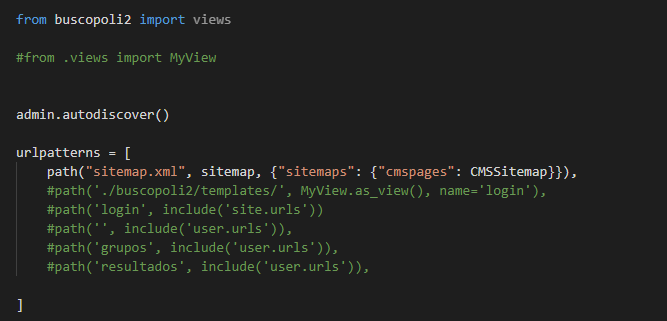 from buscopoli2 import views
#from .views import MyView
admin.autodiscover()
urlpatterns = [
path("sitemap.xml", sitemap, {"sitemaps": {"cmspages": CMSSitemap}}),
#path('./buscopoli2/templates/', MyView.as_view(), name='login'),
#path('login', include('site.urls'))
#path('', include('user.urls')),
#path('grupos', include('user.urls')),
#path('resultados', include('user.urls')),
]